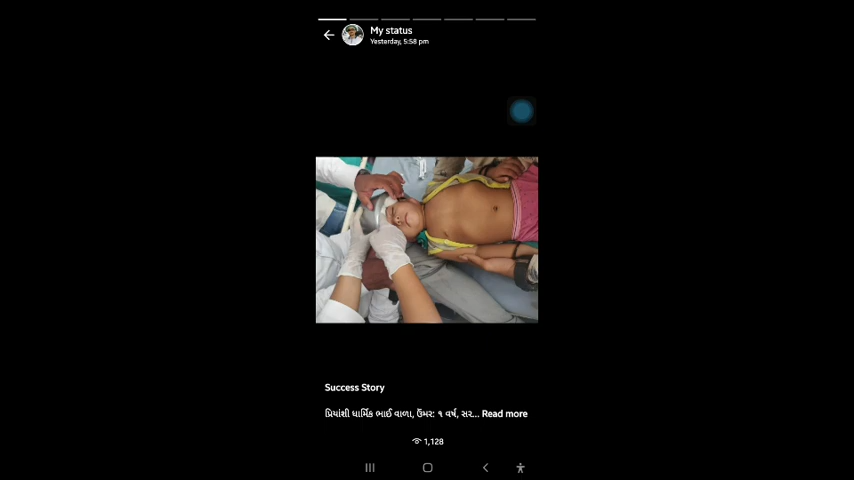 My status
Yesterday, 5:58 pm
Success Story
પ્રિયાંશી ધાર્મિક ભાઈ વાળા, ઉંમર: ૧ વર્ષ, સર... Read more
1,128